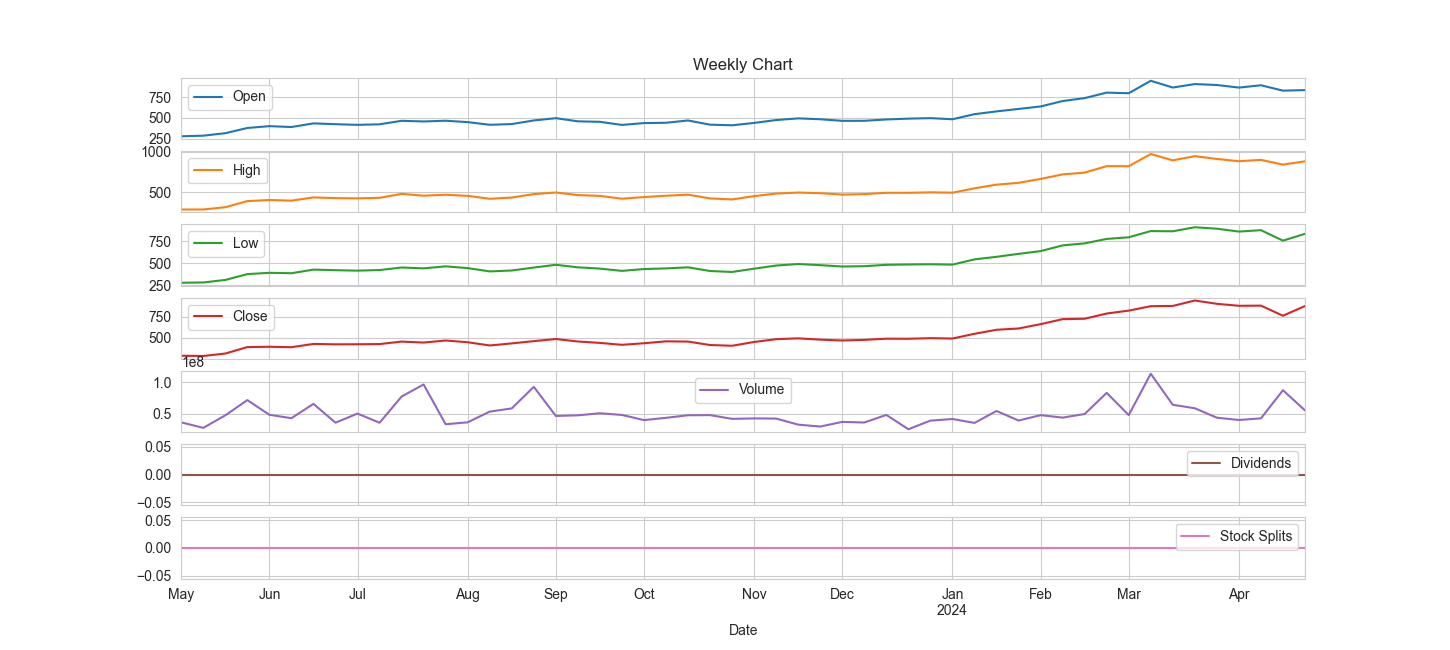 Weekly Chart
750
500
250
Open
1000
500
High
750
500
250
Low
750
500
Close
1e8
1.0
0.5
Volume
0.05
0.00
−0.05
Dividends
0.05
0.00
−0.05
Stock Splits
May Jun Jul Aug Sep Oct Nov Dec Jan Feb Mar Apr
2024
Date